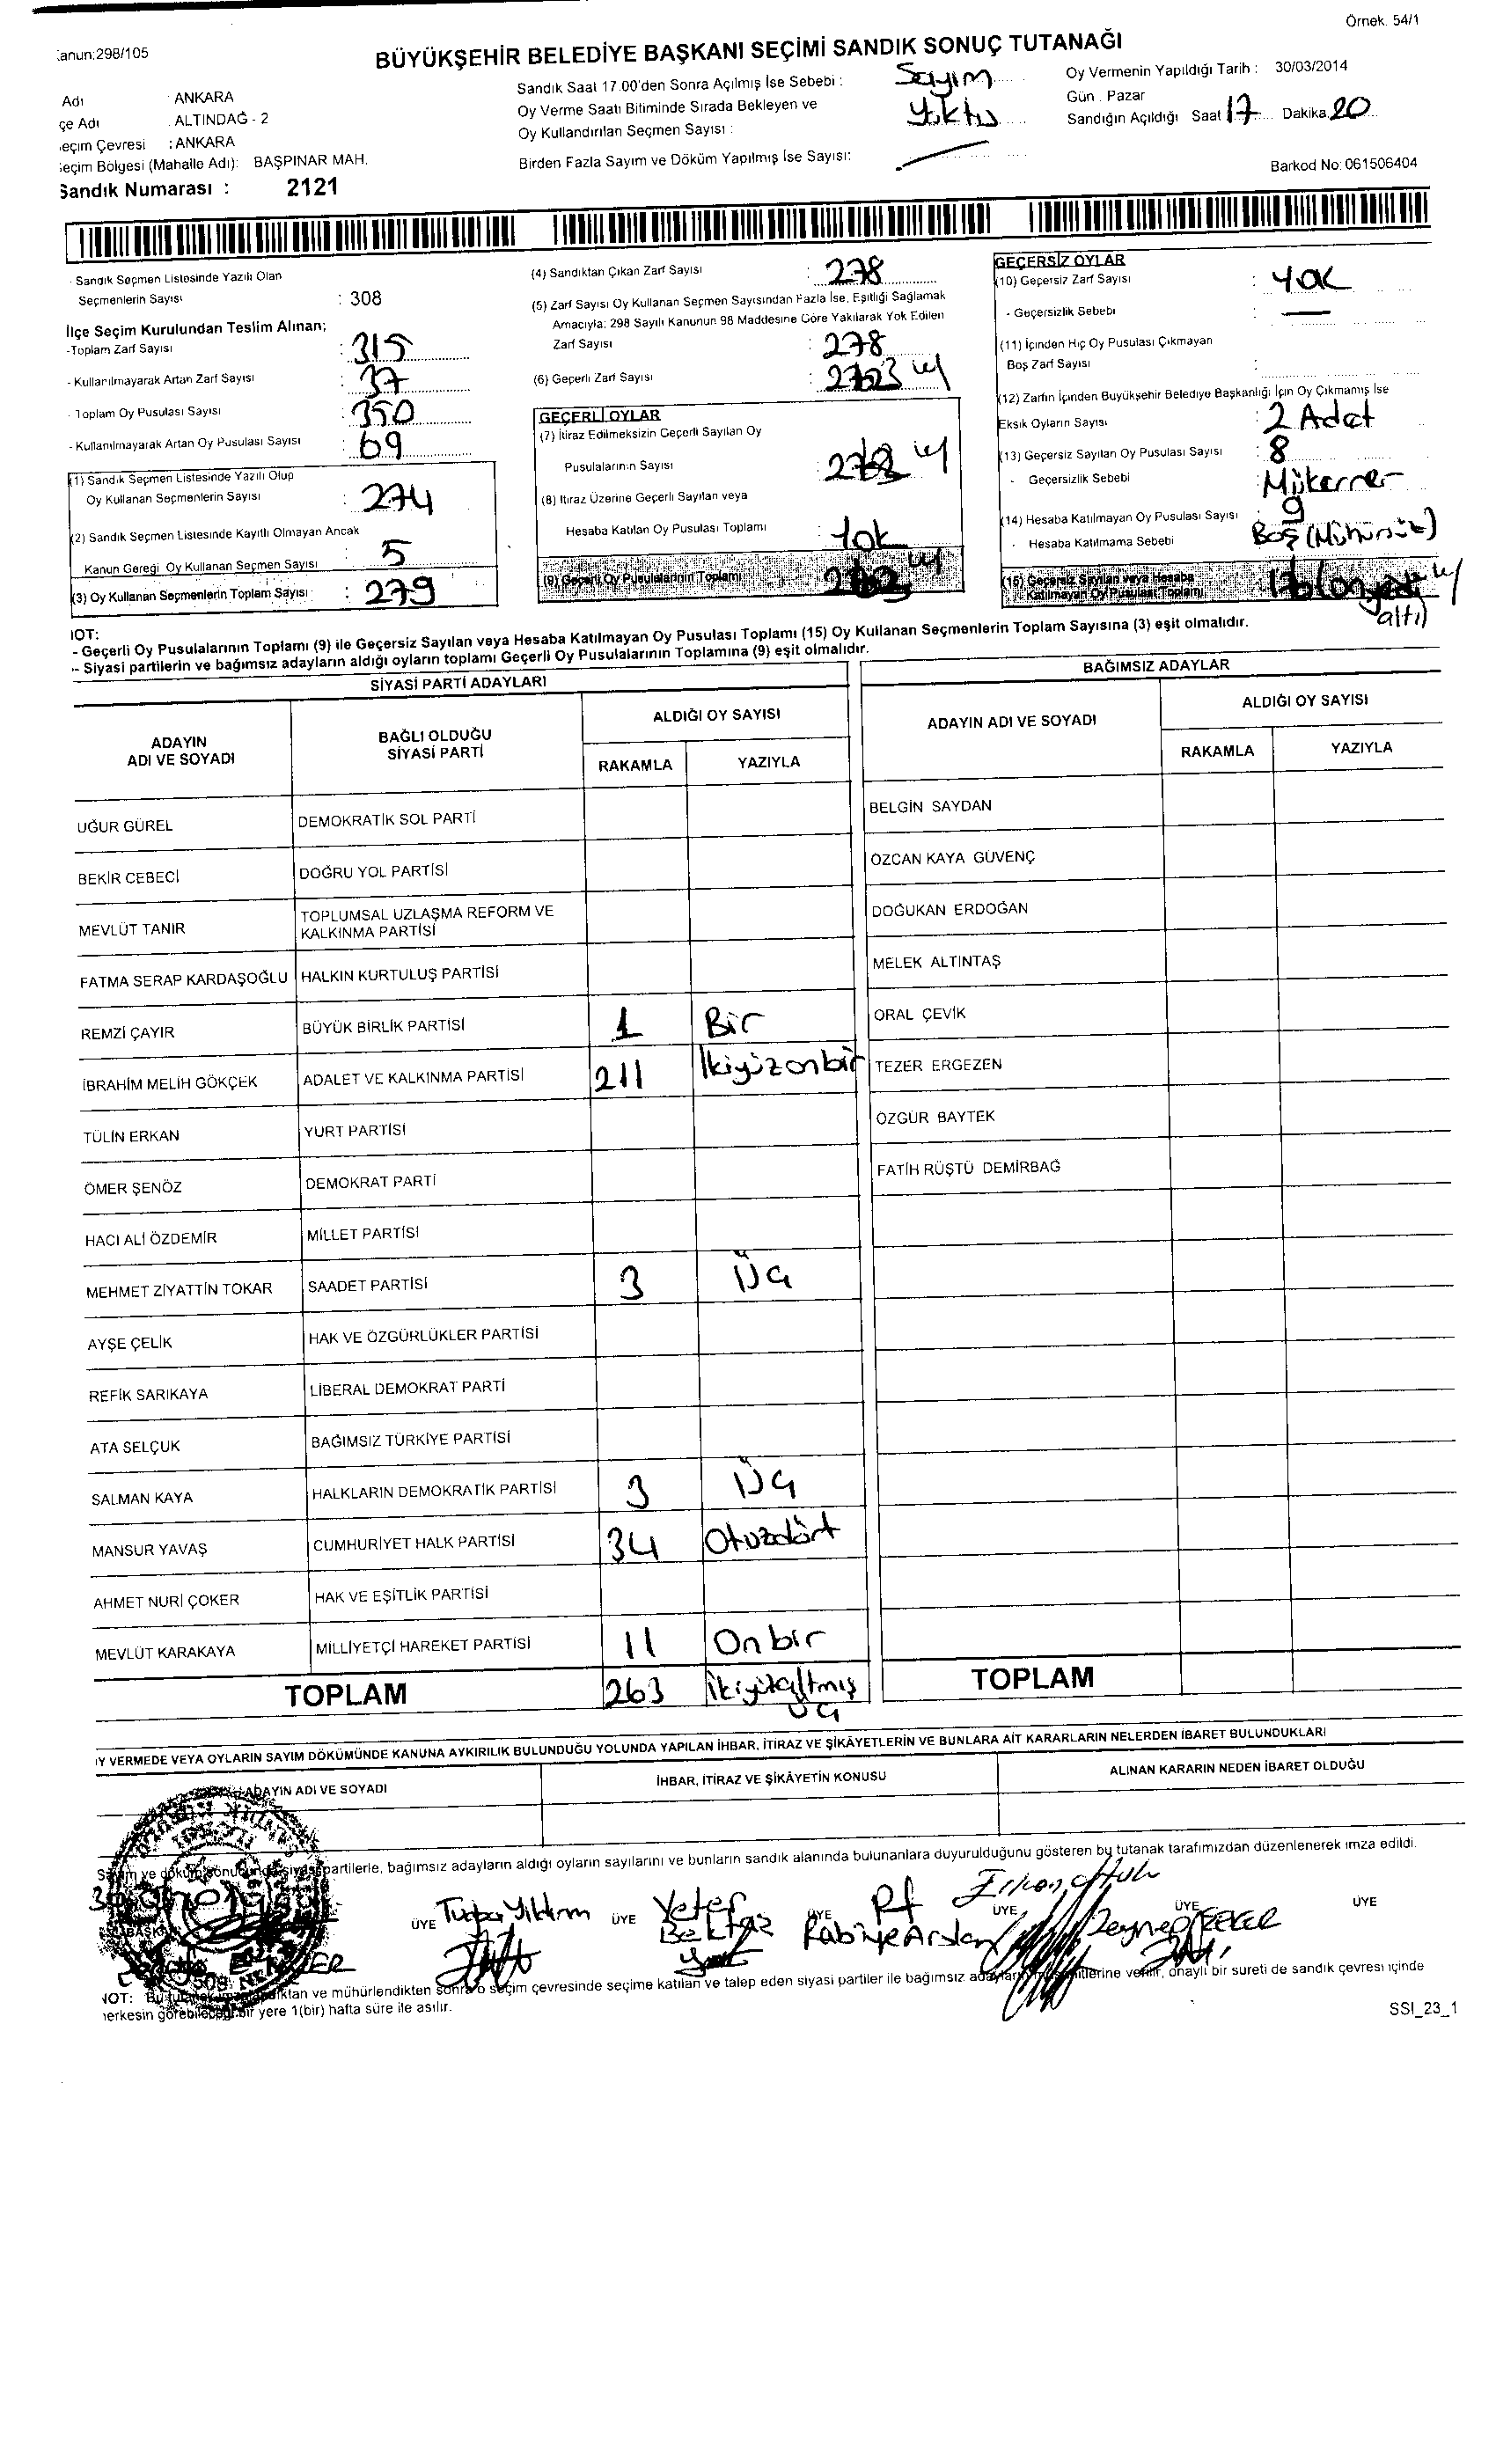 Örnek. 54/1
anun:298/105
BÜYÜKŞEHİR BELEDİYE BAŞKANI SEÇİMİ SANDIK SONUÇ TUTANAĞI
Adı : ANKARA
çe Adı : ALTINDAĞ - 2
eçim Çevresi : ANKARA
eçim Bölgesi (Mahalle Adı): BAŞPINAR MAH.
Sandık Numarası : 2121
Sandık Saat 17.00'den Sonra Açılmış İse Sebebi : Sayım
Oy Verme Saati Bitiminde Sırada Bekleyen ve
Oy Kullandırılan Seçmen Sayısı : Yoktu
Birden Fazla Sayım ve Döküm Yapılmış İse Sayısı:
Oy Vermenin Yapıldığı Tarih : 30/03/2014
Gün : Pazar
Sandığın Açıldığı Saat 17 Dakika 20
Barkod No: 061506404
- Sandık Seçmen Listesinde Yazılı Olan
Seçmenlerin Sayısı : 308
İlçe Seçim Kurulundan Teslim Alınan;
-Toplam Zarf Sayısı : 315
- Kullanılmayarak Artan Zarf Sayısı : 37
- Toplam Oy Pusulası Sayısı : 350
- Kullanılmayarak Artan Oy Pusulası Sayısı : 69
(1) Sandık Seçmen Listesinde Yazılı Olup
Oy Kullanan Seçmenlerin Sayısı : 274
(2) Sandık Seçmen Listesinde Kayıtlı Olmayan Ancak
Kanun Gereği Oy Kullanan Seçmen Sayısı : 5
(3) Oy Kullanan Seçmenlerin Toplam Sayısı : 279
(4) Sandıktan Çıkan Zarf Sayısı : 278
(5) Zarf Sayısı Oy Kullanan Seçmen Sayısından Fazla İse, Eşitliği Sağlamak
Amacıyla; 298 Sayılı Kanunun 98 Maddesine Göre Yakılarak Yok Edilen
Zarf Sayısı : 278
(6) Geçerli Zarf Sayısı :
GEÇERLİ OYLAR
(7) İtiraz Edilmeksizin Geçerli Sayılan Oy
Pusulalarının Sayısı :
(8) İtiraz Üzerine Geçerli Sayılan veya
Hesaba Katılan Oy Pusulası Toplamı : Yok
(9) Geçerli Oy Pusulalarının Toplamı
GEÇERSİZ OYLAR
(10) Geçersiz Zarf Sayısı : Yok
- Geçersizlik Sebebi : —
(11) İçinden Hiç Oy Pusulası Çıkmayan
Boş Zarf Sayısı :
(12) Zarfın İçinden Büyükşehir Belediye Başkanlığı İçin Oy Çıkmamış İse
Eksik Oyların Sayısı : 2 Adet
(13) Geçersiz Sayılan Oy Pusulası Sayısı : 8
- Geçersizlik Sebebi Mükerrer
(14) Hesaba Katılmayan Oy Pusulası Sayısı : 9
- Hesaba Katılmama Sebebi Boş (Mühürsüz)
(15) Geçersiz Sayılan veya Hesaba
Katılmayan Oy Pusulası Toplamı
altı)
NOT:
- Geçerli Oy Pusulalarının Toplamı (9) ile Geçersiz Sayılan veya Hesaba Katılmayan Oy Pusulası Toplamı (15) Oy Kullanan Seçmenlerin Toplam Sayısına (3) eşit olmalıdır.
- Siyasi partilerin ve bağımsız adayların aldığı oyların toplamı Geçerli Oy Pusulalarının Toplamına (9) eşit olmalıdır.
SİYASİ PARTİ ADAYLARI
BAĞIMSIZ ADAYLAR
ADAYIN ADI VE SOYADI
BAĞLI OLDUĞU SİYASİ PARTİ
ALDIĞI OY SAYISI
RAKAMLA YAZIYLA
ADAYIN ADI VE SOYADI
ALDIĞI OY SAYISI
RAKAMLA YAZIYLA
UĞUR GÜREL DEMOKRATİK SOL PARTİ
BELGİN SAYDAN
BEKİR CEBECİ DOĞRU YOL PARTİSİ
ÖZCAN KAYA GÜVENÇ
MEVLÜT TANIR TOPLUMSAL UZLAŞMA REFORM VE KALKINMA PARTİSİ
DOĞUKAN ERDOĞAN
FATMA SERAP KARDAŞOĞLU HALKIN KURTULUŞ PARTİSİ
MELEK ALTINTAŞ
REMZİ ÇAYIR BÜYÜK BİRLİK PARTİSİ 1 Bir
ORAL ÇEVİK
İBRAHİM MELİH GÖKÇEK ADALET VE KALKINMA PARTİSİ 211 İkiyüzonbir
TEZER ERGEZEN
TÜLİN ERKAN YURT PARTİSİ
ÖZGÜR BAYTEK
ÖMER ŞENÖZ DEMOKRAT PARTİ
FATİH RÜŞTÜ DEMİRBAĞ
HACI ALİ ÖZDEMİR MİLLET PARTİSİ
MEHMET ZİYATTİN TOKAR SAADET PARTİSİ 3 Üç
AYŞE ÇELİK HAK VE ÖZGÜRLÜKLER PARTİSİ
REFİK SARIKAYA LİBERAL DEMOKRAT PARTİ
ATA SELÇUK BAĞIMSIZ TÜRKİYE PARTİSİ
SALMAN KAYA HALKLARIN DEMOKRATİK PARTİSİ 3 Üç
MANSUR YAVAŞ CUMHURİYET HALK PARTİSİ 34 Otuzdört
AHMET NURİ ÇOKER HAK VE EŞİTLİK PARTİSİ
MEVLÜT KARAKAYA MİLLİYETÇİ HAREKET PARTİSİ 11 Onbir
TOPLAM 263 İkiyüzaltmış üç
TOPLAM
Y VERMEDE VEYA OYLARIN SAYIM DÖKÜMÜNDE KANUNA AYKIRILIK BULUNDUĞU YOLUNDA YAPILAN İHBAR, İTİRAZ VE ŞİKÂYETLERİN VE BUNLARA AİT KARARLARIN NELERDEN İBARET BULUNDUKLARI
ADAYIN ADI VE SOYADI
İHBAR, İTİRAZ VE ŞİKÂYETİN KONUSU
ALINAN KARARIN NEDEN İBARET OLDUĞU
Sayım ve döküm sonucunda siyasi partilerle, bağımsız adayların aldığı oyların sayılarını ve bunların sandık alanında bulunanlara duyurulduğunu gösteren bu tutanak tarafımızdan düzenlenerek imza edildi.
ÜYE Tuğba Yıldırım ÜYE Yeter Bektaş ÜYE Rabiye Arslan ÜYE ÜYE Zeynep ÜYE
NOT: Bu tutanak ve mühürlendikten sonra o seçim çevresinde seçime katılan ve talep eden siyasi partiler ile bağımsız adayların müşahitlerine verilir, onaylı bir sureti de sandık çevresi içinde
herkesin görebileceği bir yere 1(bir) hafta süre ile asılır.
SSI_23_1